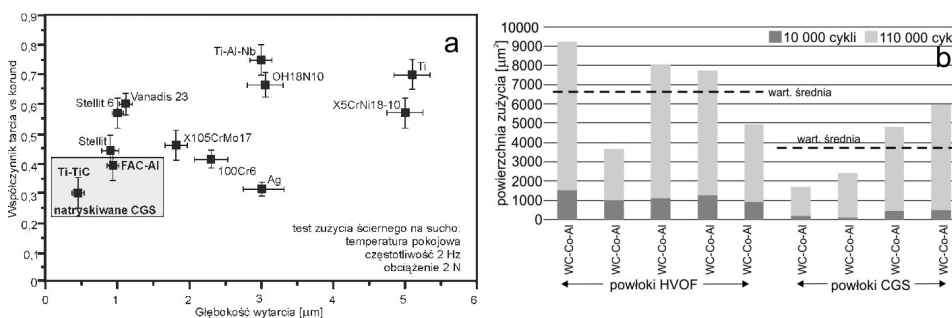 Współczynnik tarcia vs korund
0,9
0,8
0,7
0,6
0,5
0,4
0,3
0,2
0,1
0
a
Ti-Al-Nb
Ti
OH18N10
Vanadis 23
Stellit 6
X5CrNi18-10
Stellit
X105CrMo17
FAC-Al
100Cr6
Ti-TiC
Ag
natryskiwane CGS
test zużycia ściernego na sucho:
temperatura pokojowa
częstotliwość 2 Hz
obciążenie 2 N
0 1 2 3 4 5 6
Głębokość wytarcia [μm]
powierzchnia zużycia [μm²]
10000
9000
8000
7000
6000
5000
4000
3000
2000
1000
0
10 000 cykli
110 000 cyk
b
wart. średnia
wart. średnia
WC-Co-Al
WC-Co-Al
WC-Co-Al
WC-Co-Al
WC-Co-Al
WC-Co-Al
WC-Co-Al
WC-Co-Al
WC-Co-Al
powłoki HVOF
powłoki CGS